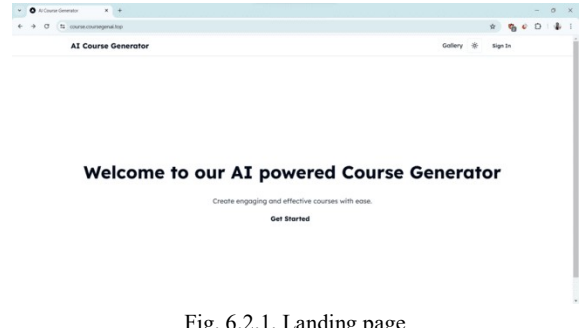 AI Course Generator
course.coursegenai.top
AI Course Generator
Gallery
Sign In
Welcome to our AI powered Course Generator
Create engaging and effective courses with ease.
Get Started
Fig. 6.2.1. Landing page